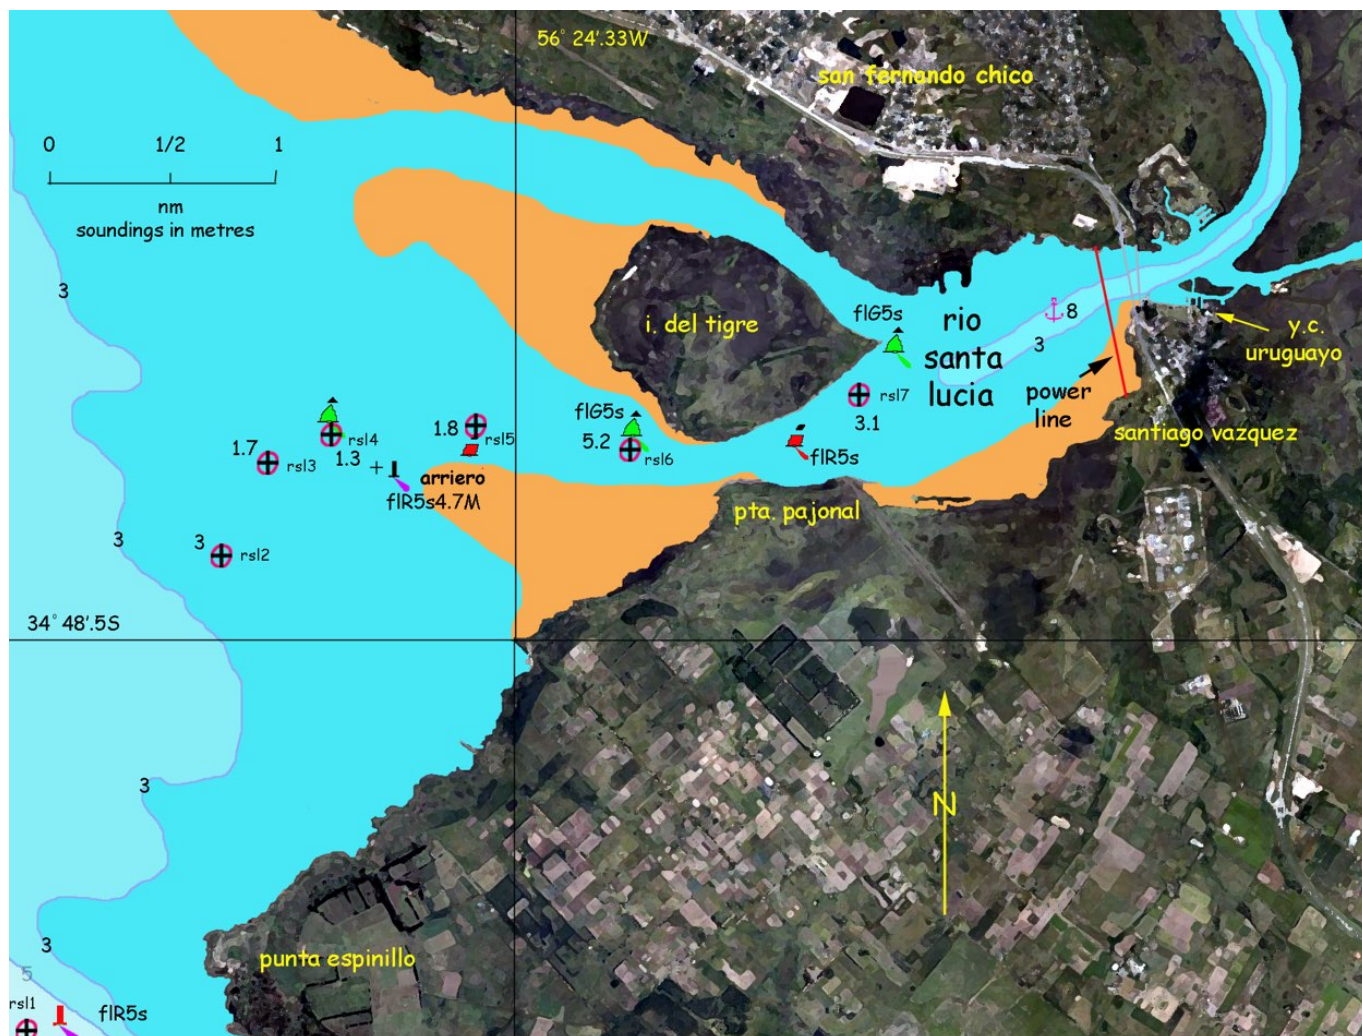 56° 24'.33W
san fernando chico
0 1/2 1
nm
soundings in metres
3
i. del tigre
flG5s
rio
santa
lucia
8
3
y.c.
uruguayo
power
line
santiago vazquez
rsl7
3.1
flG5s
5.2
rsl6
flR5s
1.8
rsl5
rsl4
1.3
1.7
rsl3
arriero
flR5s4.7M
pta. pajonal
3
3
rsl2
34° 48'.5S
3
N
3
punta espinillo
5
rsl1
flR5s